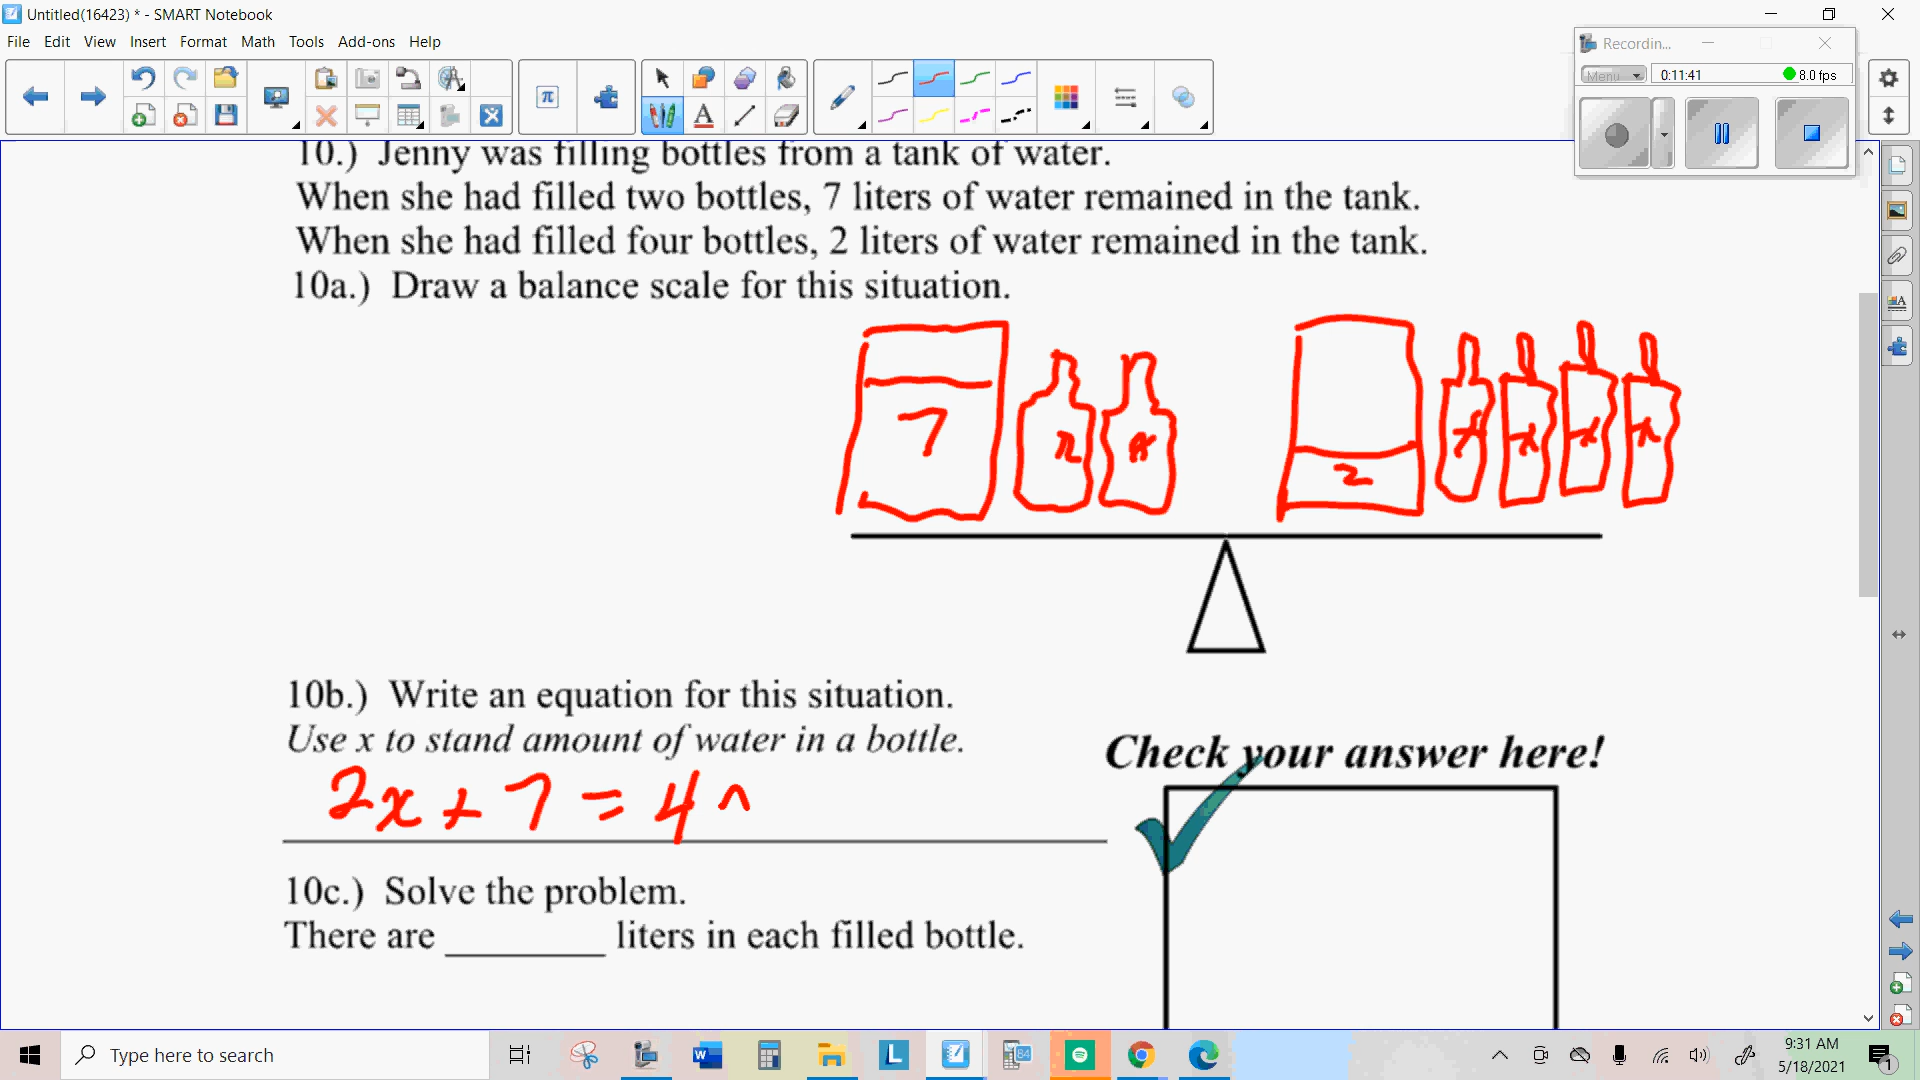 Untitled(16423) * - SMART Notebook
File Edit View Insert Format Math Tools Add-ons Help
Recordin...
Menu 0:11:41 8.0 fps
10.) Jenny was filling bottles from a tank of water.
When she had filled two bottles, 7 liters of water remained in the tank.
When she had filled four bottles, 2 liters of water remained in the tank.
10a.) Draw a balance scale for this situation.
7 x x 2 x x x x
10b.) Write an equation for this situation.
Use x to stand amount of water in a bottle.
Check your answer here!
2x + 7 = 4
10c.) Solve the problem.
There are ________ liters in each filled bottle.
Type here to search
9:31 AM
5/18/2021
1